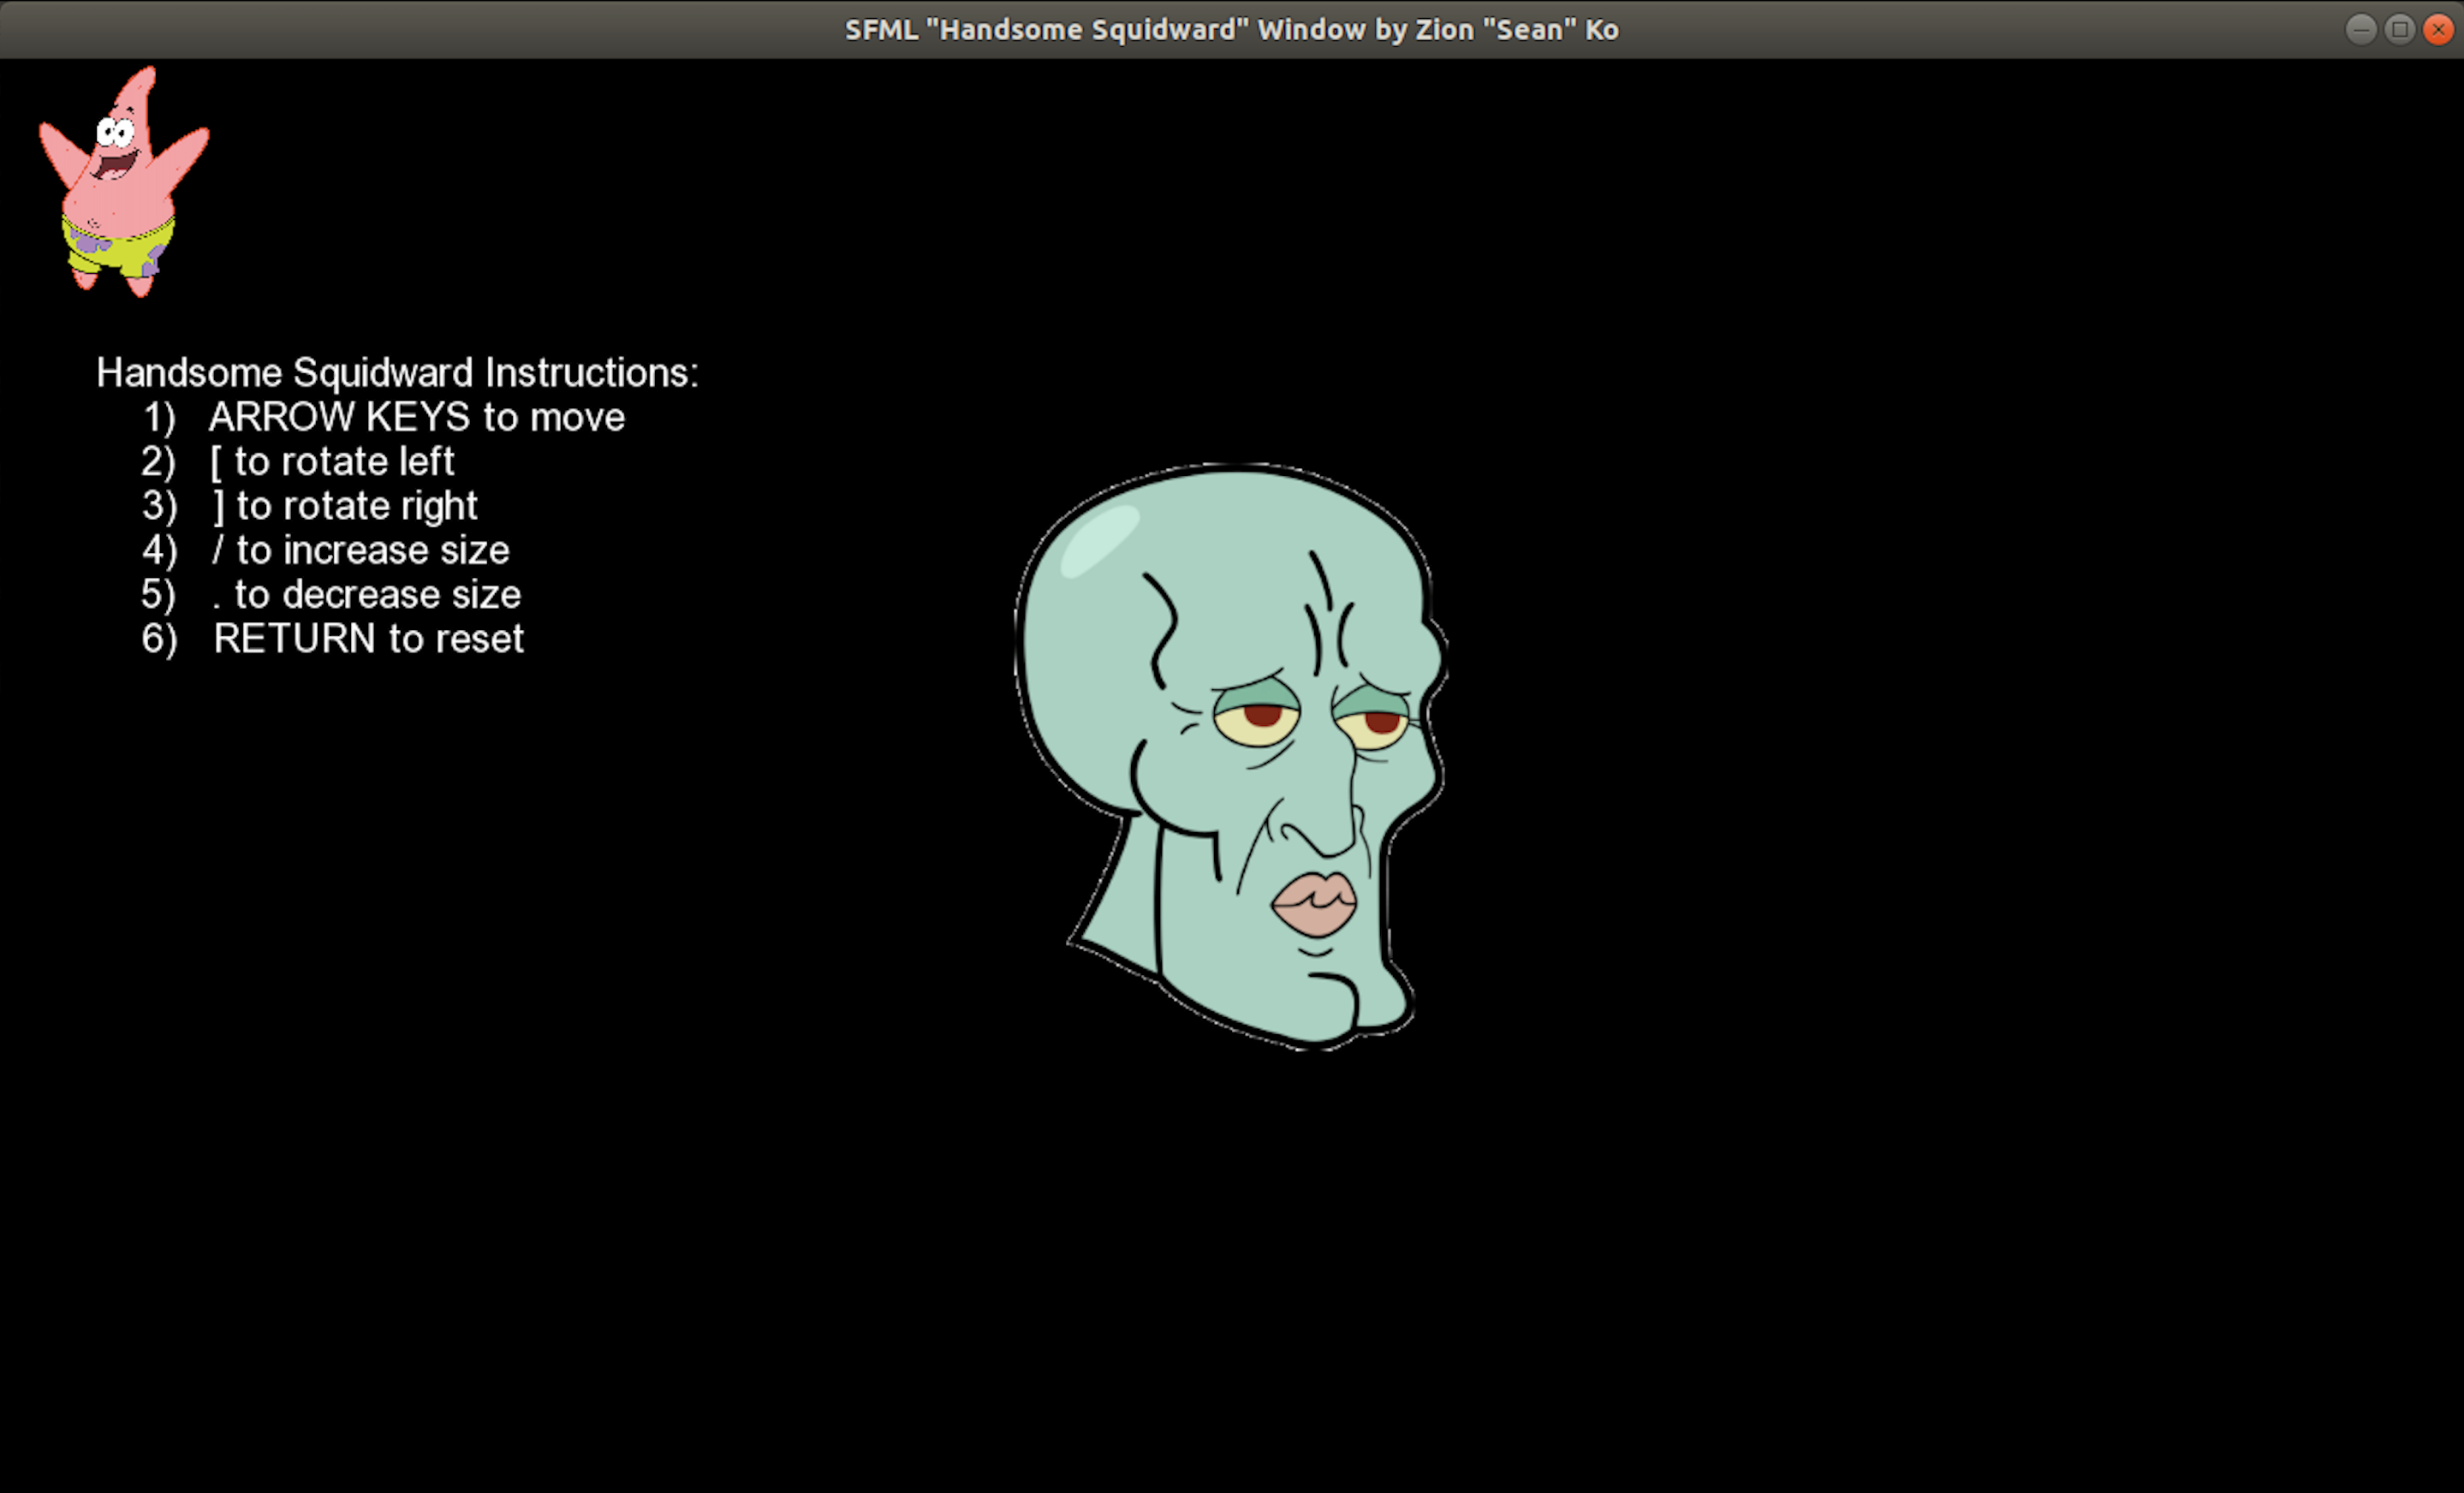 SFML "Handsome Squidward" Window by Zion "Sean" Ko
Handsome Squidward Instructions:
1) ARROW KEYS to move
2) [ to rotate left
3) ] to rotate right
4) / to increase size
5) . to decrease size
6) RETURN to reset